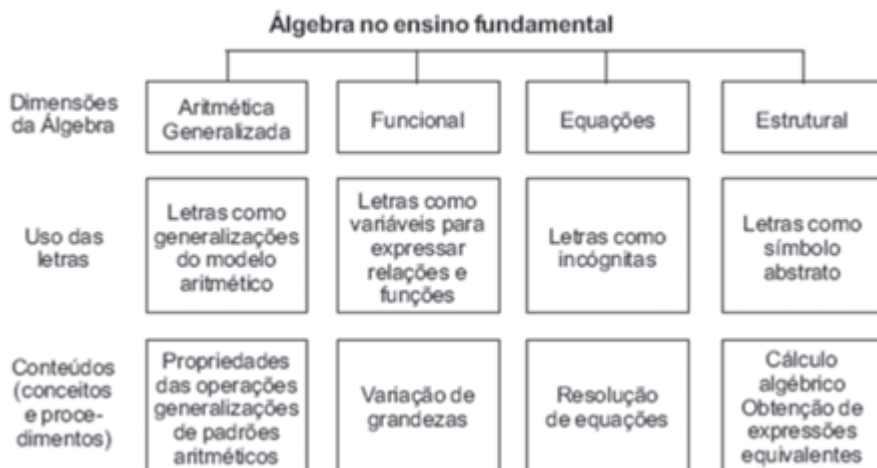 Álgebra no ensino fundamental
Dimensões
da Álgebra
Aritmética
Generalizada
Funcional
Equações
Estrutural
Uso das
letras
Letras como
generalizações
do modelo
aritmético
Letras como
variáveis para
expressar
relações e
funções
Letras como
incógnitas
Letras como
símbolo
abstrato
Conteúdos
(conceitos
e proce-
dimentos)
Propriedades
das operações
generalizações
de padrões
aritméticos
Variação de
grandezas
Resolução
de equações
Cálculo
algébrico
Obtenção de
expressões
equivalentes